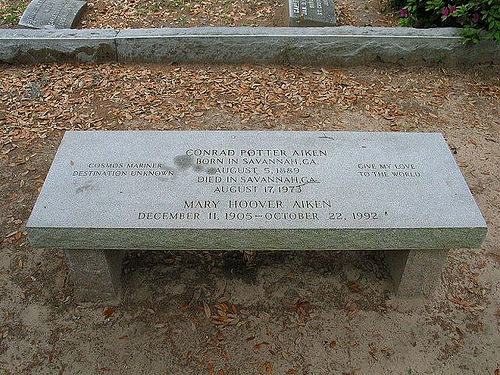 CONRAD POTTER AIKEN
BORN IN SAVANNAH, GA.
AUGUST 5, 1889
DIED IN SAVANNAH, GA.
AUGUST 17, 1973
COSMOS MARINER
DESTINATION UNKNOWN
GIVE MY LOVE
TO THE WORLD
MARY HOOVER AIKEN
DECEMBER 11, 1905—OCTOBER 22, 1992